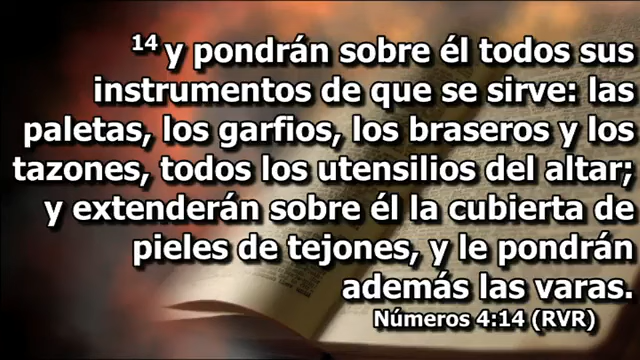 14 y pondrán sobre él todos sus
instrumentos de que se sirve: las
paletas, los garfios, los braseros y los
tazones, todos los utensilios del altar;
y extenderán sobre él la cubierta de
pieles de tejones, y le pondrán
además las varas.
Números 4:14 (RVR)